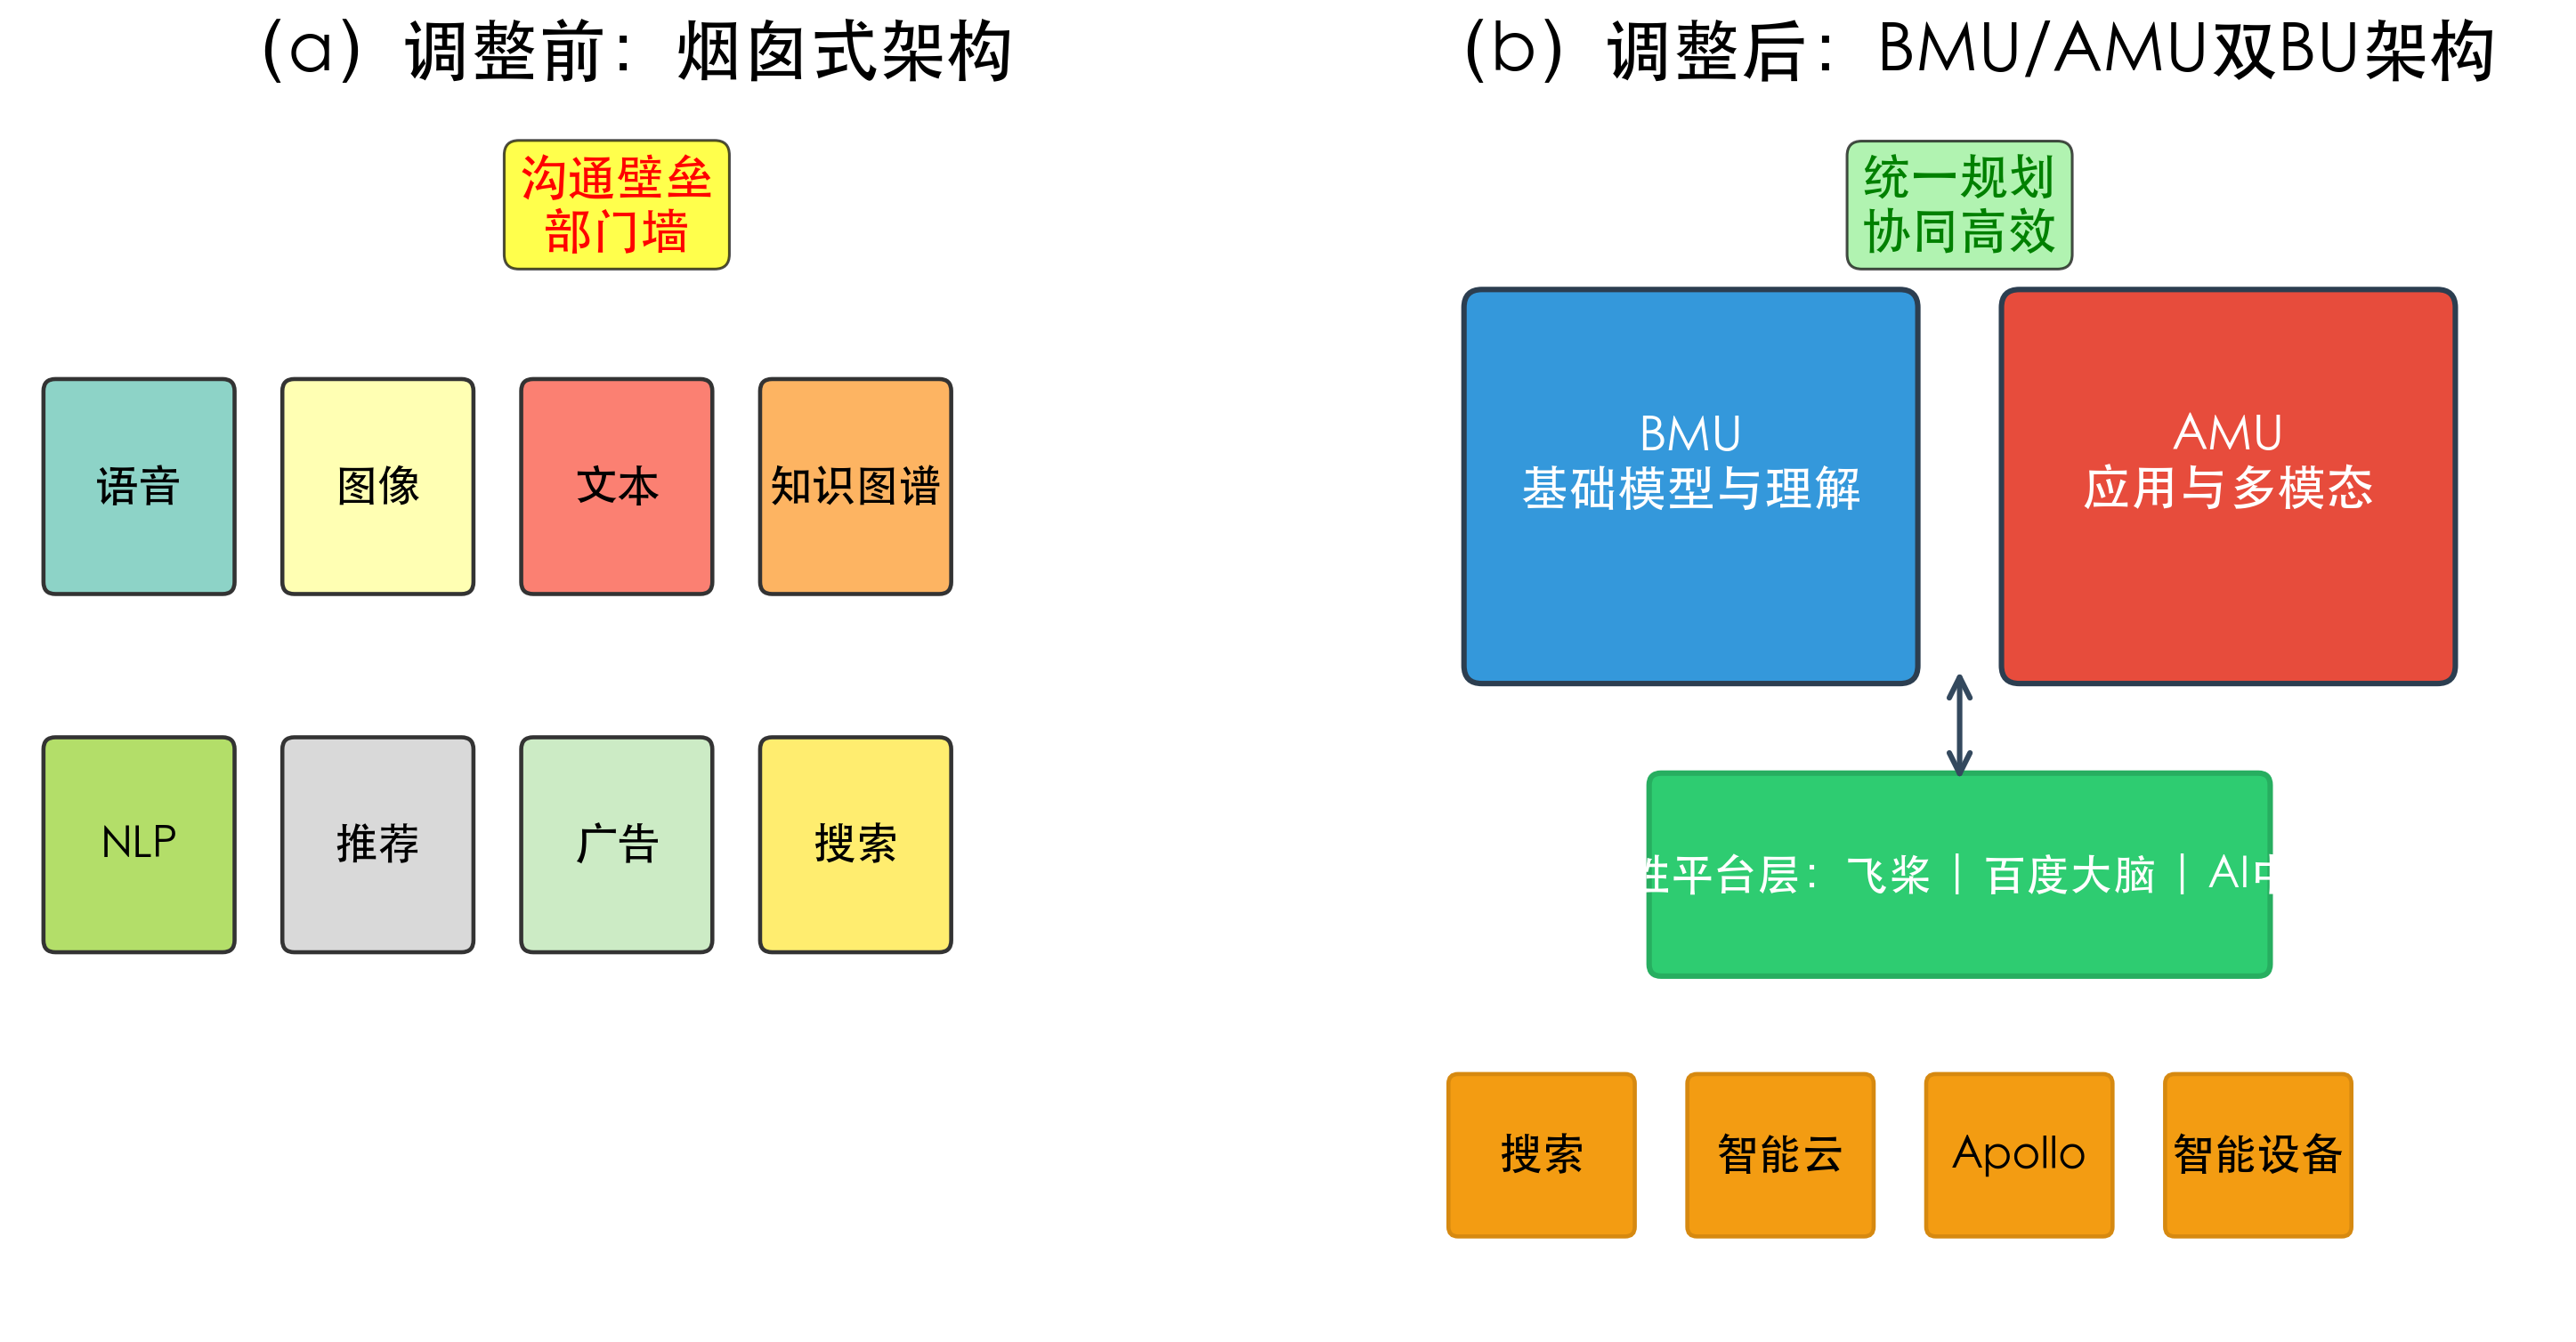 (a) 调整前：烟囱式架构
沟通壁垒
部门墙
语音
图像
文本
知识图谱
NLP
推荐
广告
搜索
(b) 调整后：BMU/AMU双BU架构
统一规划
协同高效
BMU
基础模型与理解
AMU
应用与多模态
平台层：飞桨 | 百度大脑 | AI
搜索
智能云
Apollo
智能设备